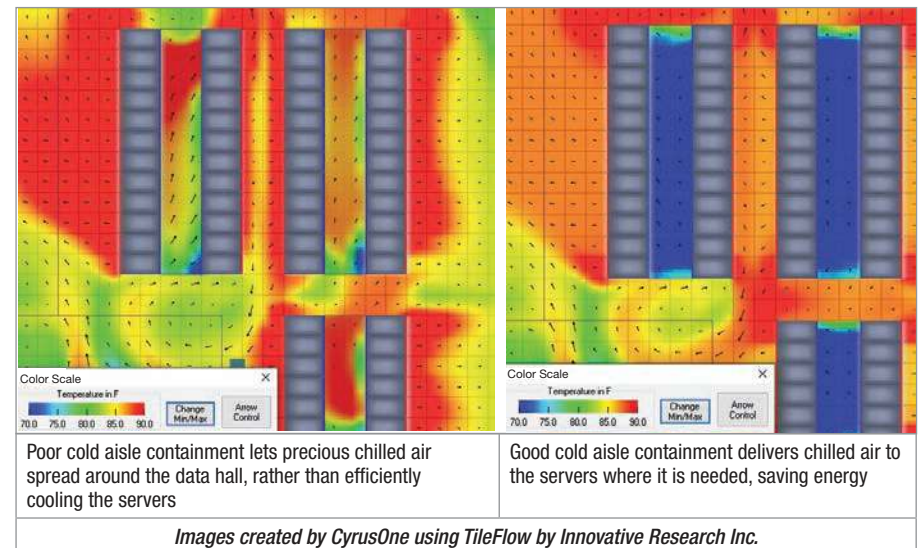 Color Scale
Temperature in F
70.0 75.0 80.0 85.0 90.0
Change
Min/Max
Arrow
Control
Color Scale
Temperature in F
70.0 75.0 80.0 85.0 90.0
Change
Min/Max
Arrow
Control
Poor cold aisle containment lets precious chilled air
spread around the data hall, rather than efficiently
cooling the servers
Good cold aisle containment delivers chilled air to
the servers where it is needed, saving energy
Images created by CyrusOne using TileFlow by Innovative Research Inc.